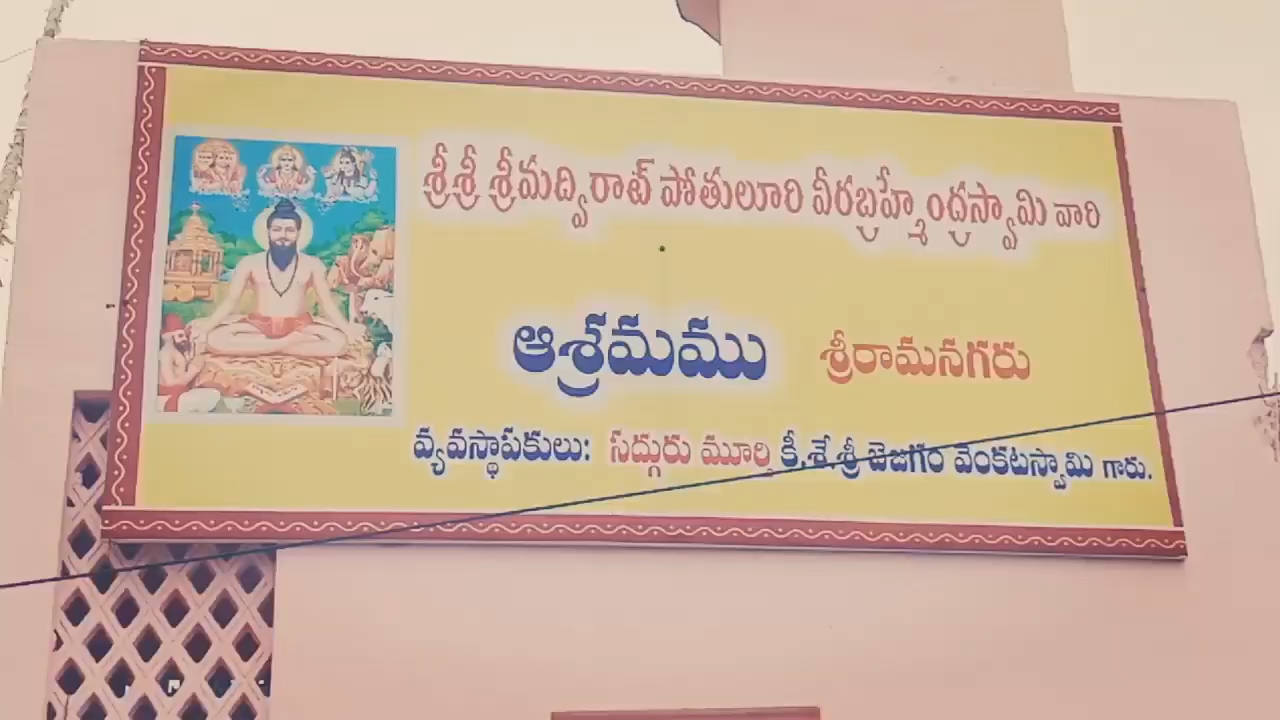 శ్రీశ్రీ శ్రీమద్విరాట్ పోతులూరి వీరబ్రహ్మేంద్రస్వామి వారి
ఆశ్రమము శ్రీరామనగరు
వ్యవస్థాపకులు: సద్గురు మూర్తి కీ.శే.శ్రీ బెజగం వెంకటస్వామి గారు.